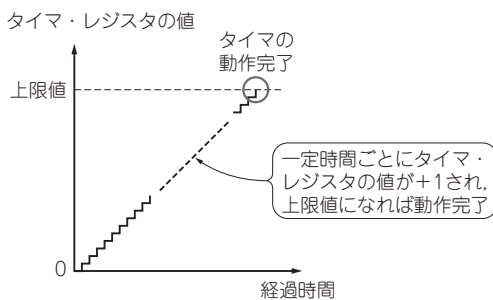 タイマ・レジスタの値
タイマの
動作完了
上限値
一定時間ごとにタイマ・
レジスタの値が＋1され，
上限値になれば動作完了
0
経過時間